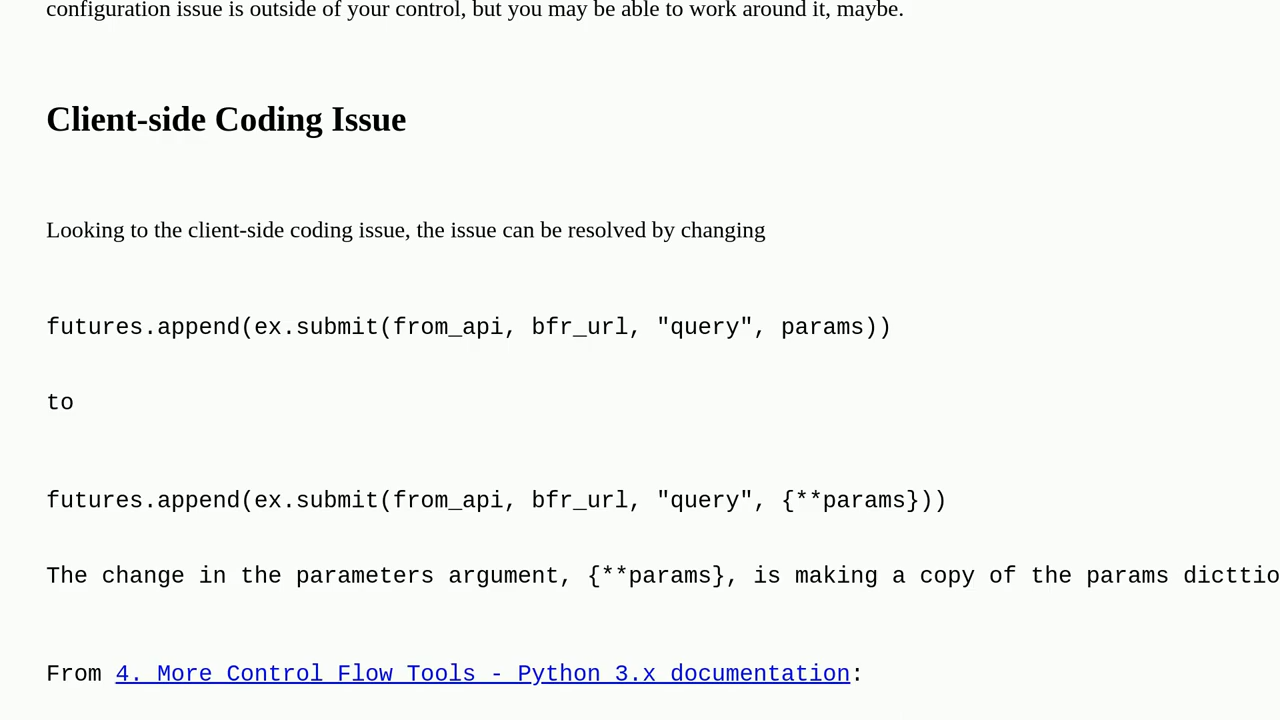 configuration issue is outside of your control, but you may be able to work around it, maybe.
Client-side Coding Issue
Looking to the client-side coding issue, the issue can be resolved by changing
futures.append(ex.submit(from_api, bfr_url, "query", params))
to
futures.append(ex.submit(from_api, bfr_url, "query", {**params}))
The change in the parameters argument, {**params}, is making a copy of the params dicttio
From 4. More Control Flow Tools - Python 3.x documentation: